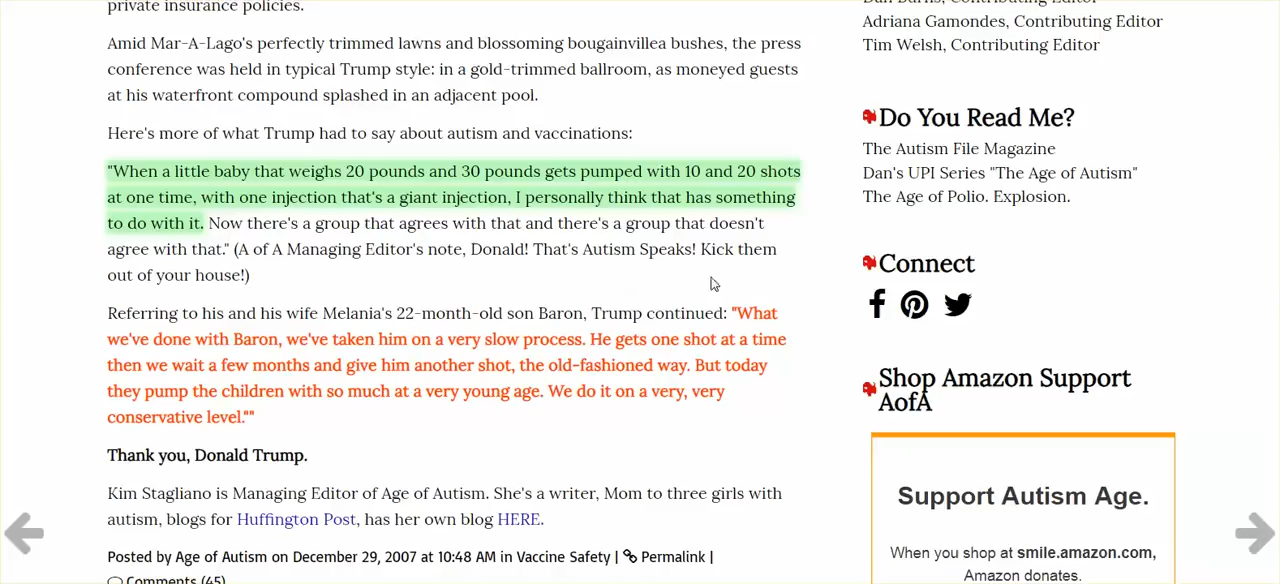 private insurance policies.
Amid Mar-A-Lago's perfectly trimmed lawns and blossoming bougainvillea bushes, the press
conference was held in typical Trump style: in a gold-trimmed ballroom, as moneyed guests
at his waterfront compound splashed in an adjacent pool.
Here's more of what Trump had to say about autism and vaccinations:
"When a little baby that weighs 20 pounds and 30 pounds gets pumped with 10 and 20 shots
at one time, with one injection that's a giant injection, I personally think that has something
to do with it. Now there's a group that agrees with that and there's a group that doesn't
agree with that." (A of A Managing Editor's note, Donald! That's Autism Speaks! Kick them
out of your house!)
Referring to his and his wife Melania's 22-month-old son Baron, Trump continued: "What
we've done with Baron, we've taken him on a very slow process. He gets one shot at a time
then we wait a few months and give him another shot, the old-fashioned way. But today
they pump the children with so much at a very young age. We do it on a very, very
conservative level.""
Thank you, Donald Trump.
Kim Stagliano is Managing Editor of Age of Autism. She's a writer, Mom to three girls with
autism, blogs for Huffington Post, has her own blog HERE.
Posted by Age of Autism on December 29, 2007 at 10:48 AM in Vaccine Safety | Permalink |
Comments (45)
Dan Burns, Contributing Editor
Adriana Gamondes, Contributing Editor
Tim Welsh, Contributing Editor
Do You Read Me?
The Autism File Magazine
Dan's UPI Series "The Age of Autism"
The Age of Polio. Explosion.
Connect
Shop Amazon Support
AofA
Support Autism Age.
When you shop at smile.amazon.com,
Amazon donates.